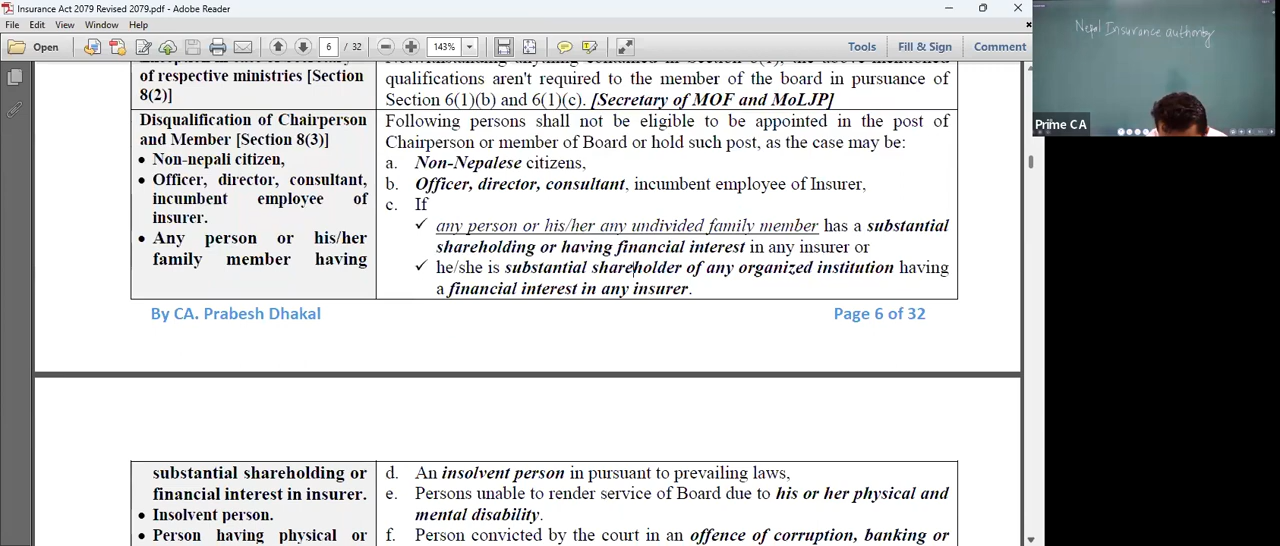 Insurance Act 2079 Revised 2079.pdf - Adobe Reader
File Edit View Window Help
Open 6 / 32 143% Tools Fill & Sign Comment
of respective ministries [Section
8(2)]
qualifications aren't required to the member of the board in pursuance of
Section 6(1)(b) and 6(1)(c). [Secretary of MOF and MoLJP]
Disqualification of Chairperson
and Member [Section 8(3)]
• Non-nepali citizen,
• Officer, director, consultant,
incumbent employee of
insurer.
• Any person or his/her
family member having
Following persons shall not be eligible to be appointed in the post of
Chairperson or member of Board or hold such post, as the case may be:
a. Non-Nepalese citizens,
b. Officer, director, consultant, incumbent employee of Insurer,
c. If
✓ any person or his/her any undivided family member has a substantial
shareholding or having financial interest in any insurer or
✓ he/she is substantial shareholder of any organized institution having
a financial interest in any insurer.
By CA. Prabesh Dhakal Page 6 of 32
substantial shareholding or
financial interest in insurer.
• Insolvent person.
• Person having physical or
d. An insolvent person in pursuant to prevailing laws,
e. Persons unable to render service of Board due to his or her physical and
mental disability.
f. Person convicted by the court in an offence of corruption, banking or
Nepal Insurance authority
Prime CA